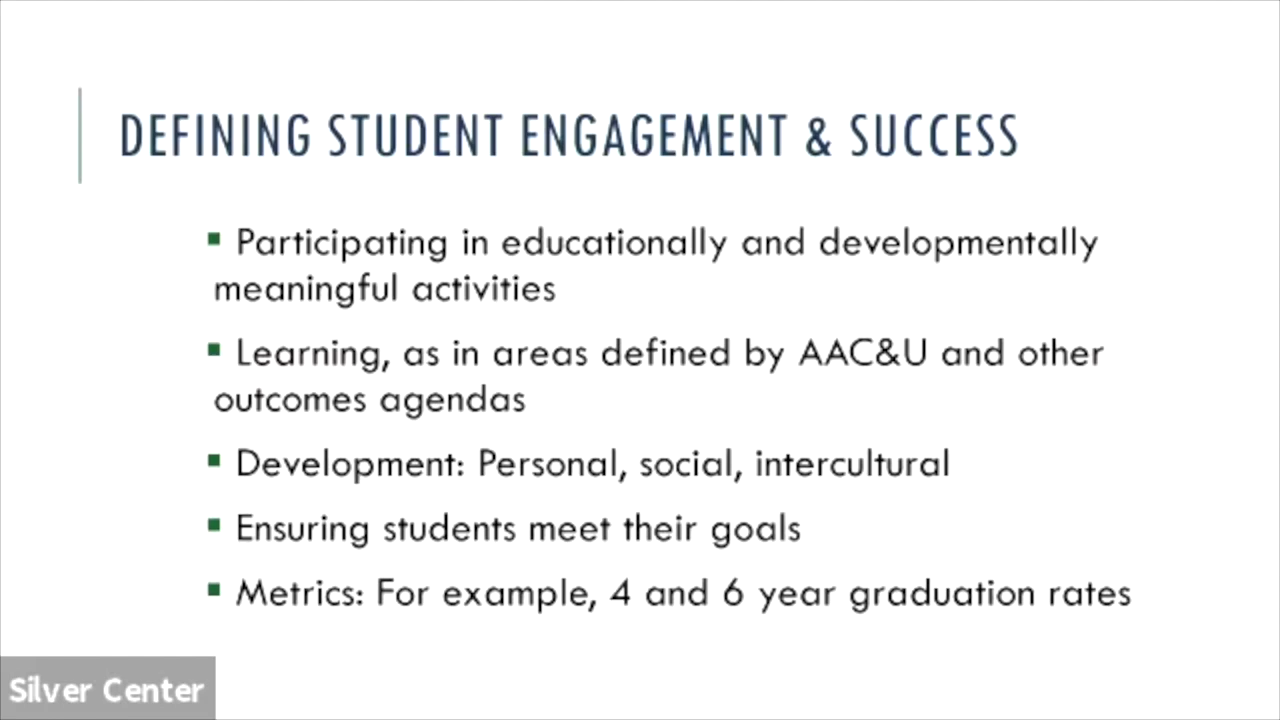 DEFINING STUDENT ENGAGEMENT & SUCCESS
▪ Participating in educationally and developmentally
meaningful activities
▪ Learning, as in areas defined by AAC&U and other
outcomes agendas
▪ Development: Personal, social, intercultural
▪ Ensuring students meet their goals
▪ Metrics: For example, 4 and 6 year graduation rates
Silver Center